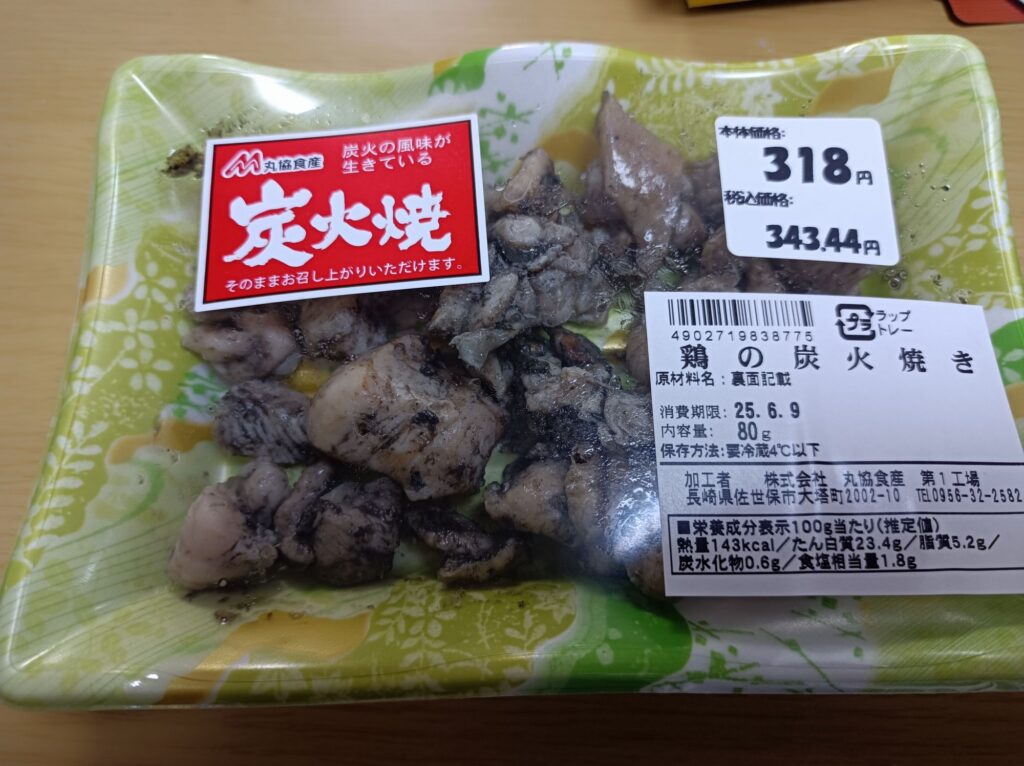 丸協食産
炭火の風味が
生きている
炭火焼
そのままお召し上がりいただけます。
本体価格:
318円
税込価格:
343.44円
4902719838775
プラ
ラップ
トレー
鶏の炭火焼き
原材料名:裏面記載
消費期限:25.6.9
内容量: 80g
保存方法:要冷蔵4℃以下
加工者 株式会社 丸協食産 第1工場
長崎県佐世保市大塔町2002-10 TEL0956-32-2582
■栄養成分表示100g当たり(推定値)
熱量143kcal/たん白質23.4g/脂質5.2g/
炭水化物0.6g/食塩相当量1.8g